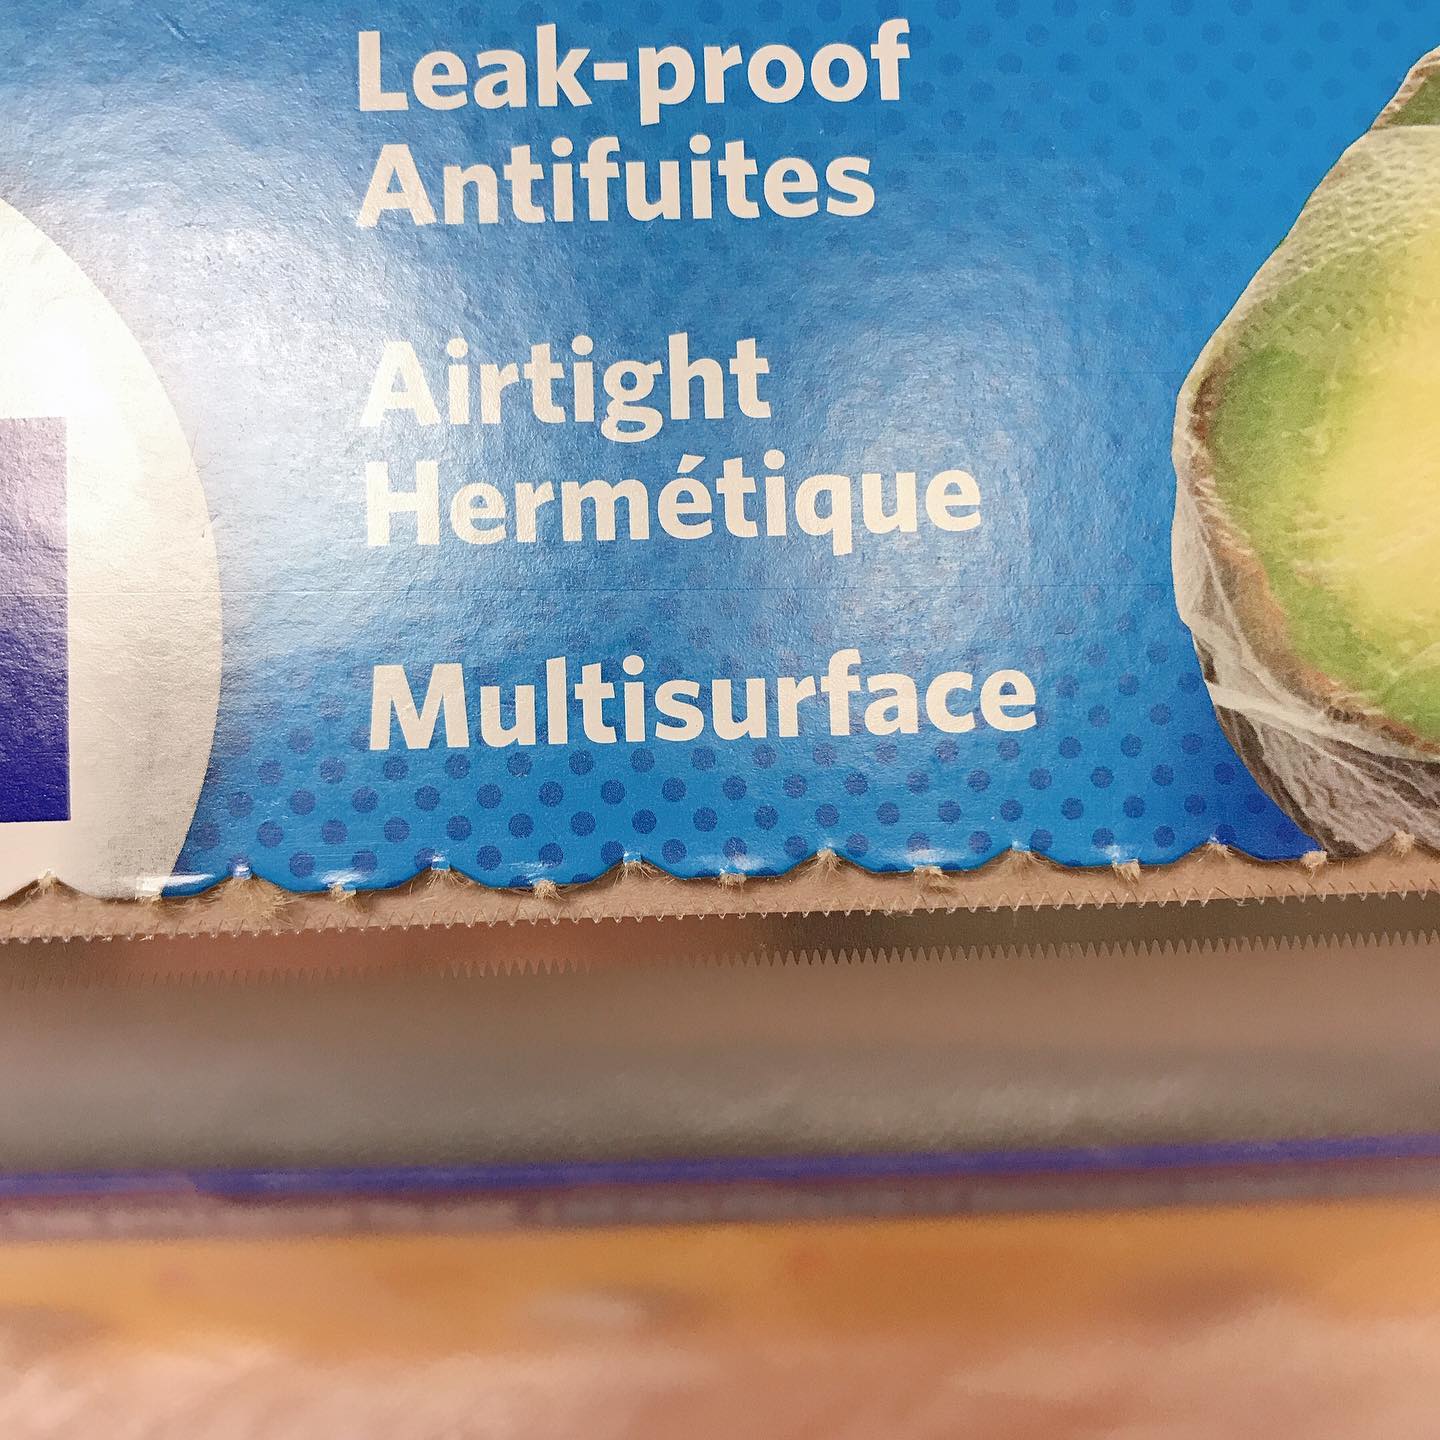 Leak-proof
Antifuites
Airtight
Hermétique
Multisurface